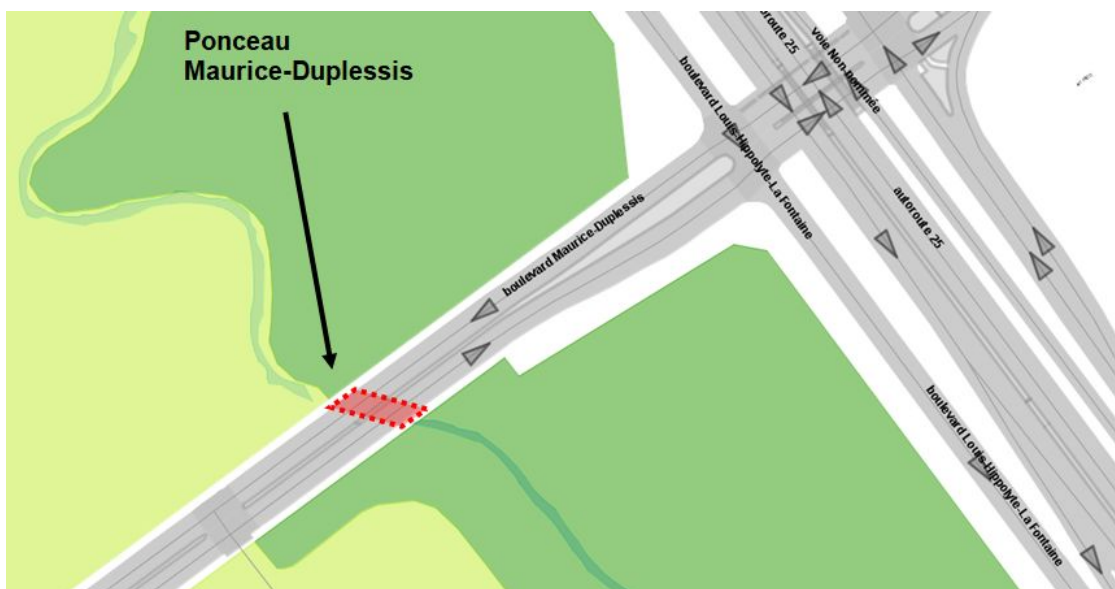 Ponceau
Maurice-Duplessis
autoroute 25
voie Non-nommée
boulevard Louis-Hippolyte-La Fontaine
autoroute 25
boulevard Maurice-Duplessis
boulevard Louis-Hippolyte-La Fontaine